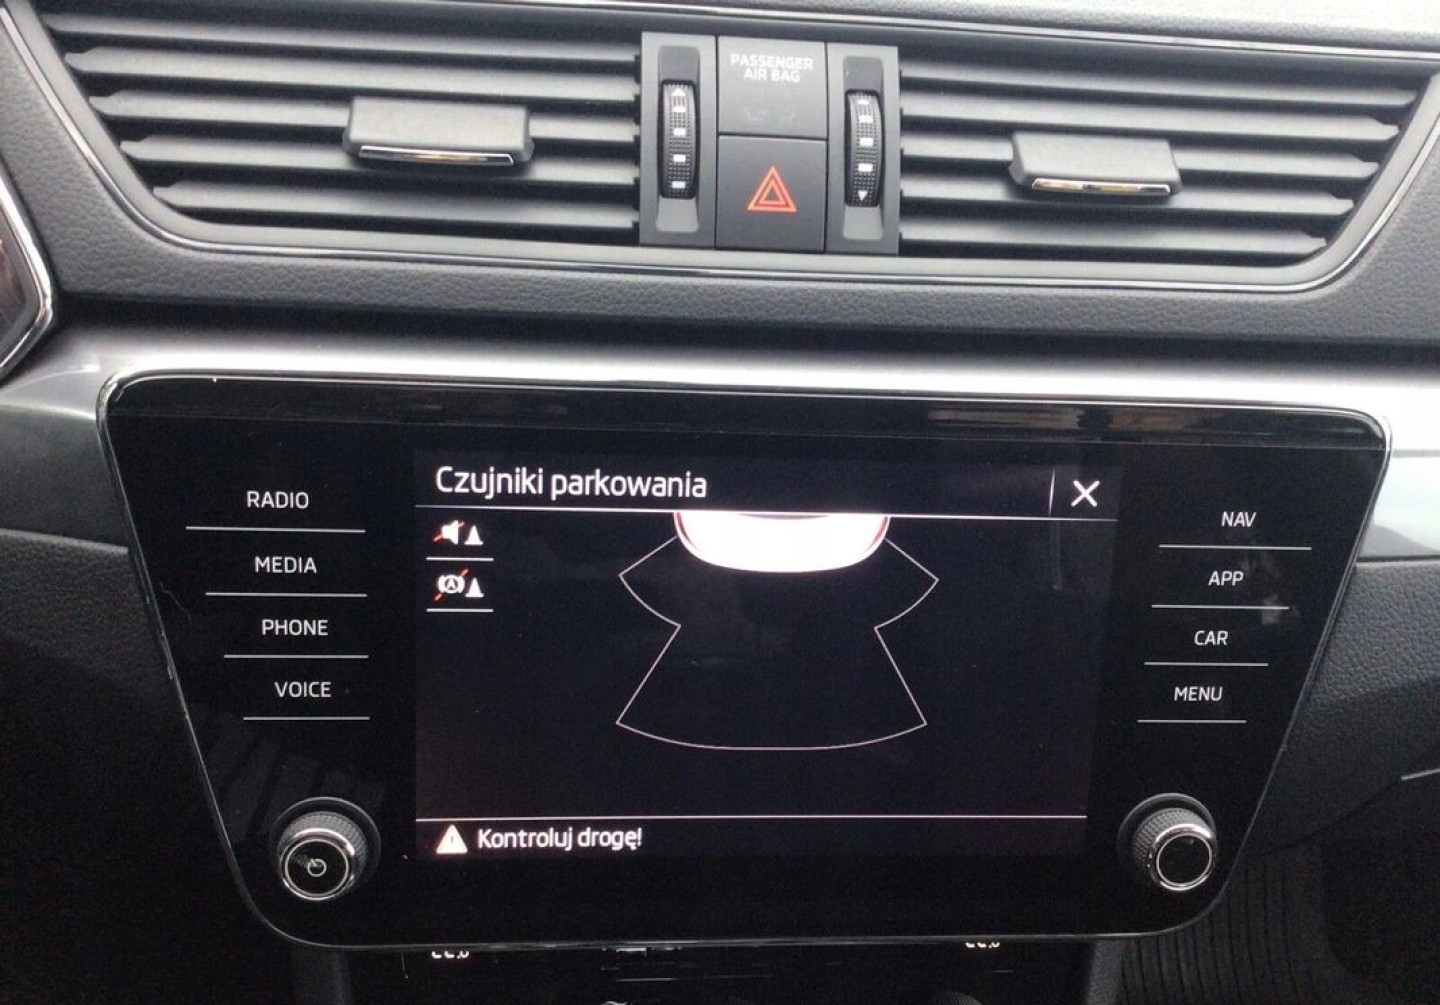 PASSENGER
AIR BAG
Czujniki parkowania
RADIO
MEDIA
PHONE
VOICE
NAV
APP
CAR
MENU
Kontroluj drogę!